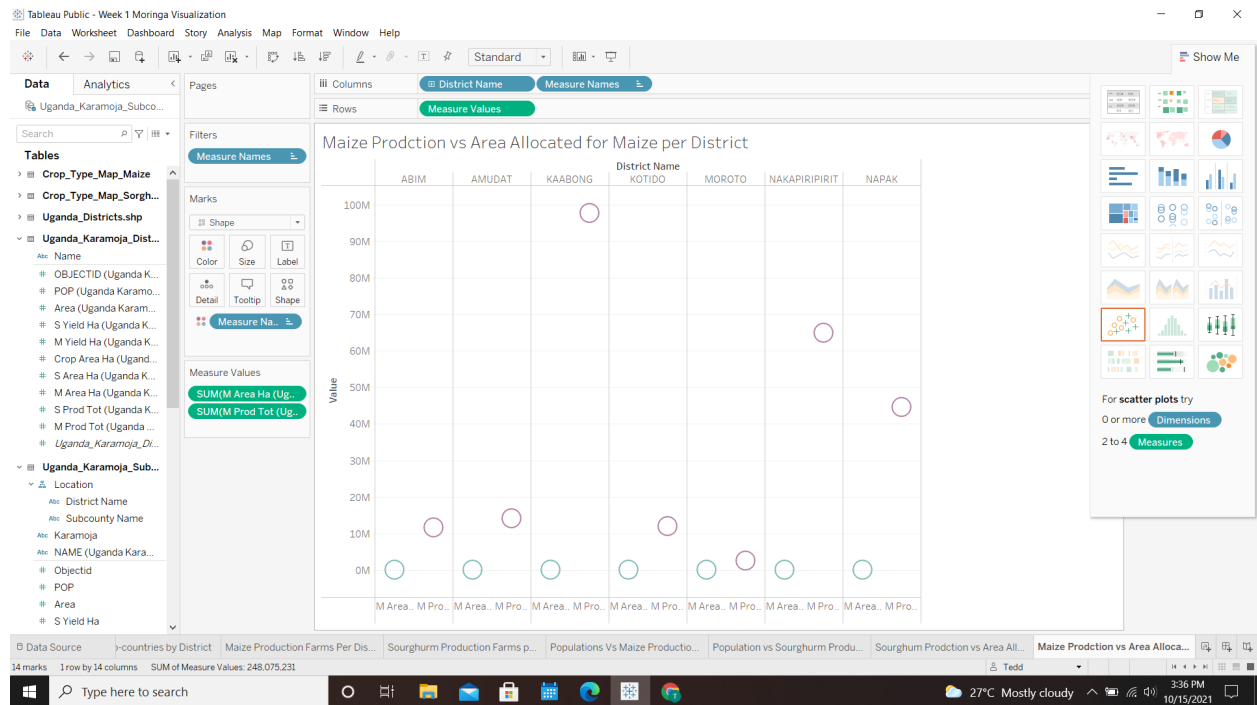 Tableau Public - Week 1 Moringa Visualization
File Data Worksheet Dashboard Story Analysis Map Format Window Help
Standard
Show Me
Data Analytics
Uganda_Karamoja_Subco...
Search
Tables
Crop_Type_Map_Maize
Crop_Type_Map_Sorgh...
Uganda_Districts.shp
Uganda_Karamoja_Dist...
Abc Name
# OBJECTID (Uganda K...
# POP (Uganda Karamo...
# Area (Uganda Karam...
# S Yield Ha (Uganda K...
# M Yield Ha (Uganda K...
# Crop Area Ha (Ugand...
# S Area Ha (Uganda K...
# M Area Ha (Uganda K...
# S Prod Tot (Uganda K...
# M Prod Tot (Uganda ...
# Uganda_Karamoja_Di...
Uganda_Karamoja_Sub...
Location
Abc District Name
Abc Subcounty Name
Abc Karamoja
Abc NAME (Uganda Kara...
# Objectid
# POP
# Area
# S Yield Ha
Pages
Filters
Measure Names
Marks
Shape
Color Size Label
Detail Tooltip Shape
Measure Na..
Measure Values
SUM(M Area Ha (Ug..
SUM(M Prod Tot (Ug..
Columns District Name Measure Names
Rows Measure Values
Maize Prodction vs Area Allocated for Maize per District
District Name
ABIM AMUDAT KAABONG KOTIDO MOROTO NAKAPIRIPIRIT NAPAK
100M
90M
80M
70M
60M
50M
40M
30M
20M
10M
0M
Value
M Area.. M Pro.. M Area.. M Pro.. M Area.. M Pro.. M Area.. M Pro.. M Area.. M Pro.. M Area.. M Pro.. M Area.. M Pro..
For scatter plots try
0 or more Dimensions
2 to 4 Measures
Data Source -countries by District Maize Production Farms Per Dis... Sourghurm Production Farms p... Populations Vs Maize Productio... Population vs Sourghurm Produ... Sourghum Prodction vs Area All... Maize Prodction vs Area Alloca...
14 marks 1 row by 14 columns SUM of Measure Values: 248,075,231
Tedd
Type here to search
27°C Mostly cloudy
3:36 PM
10/15/2021